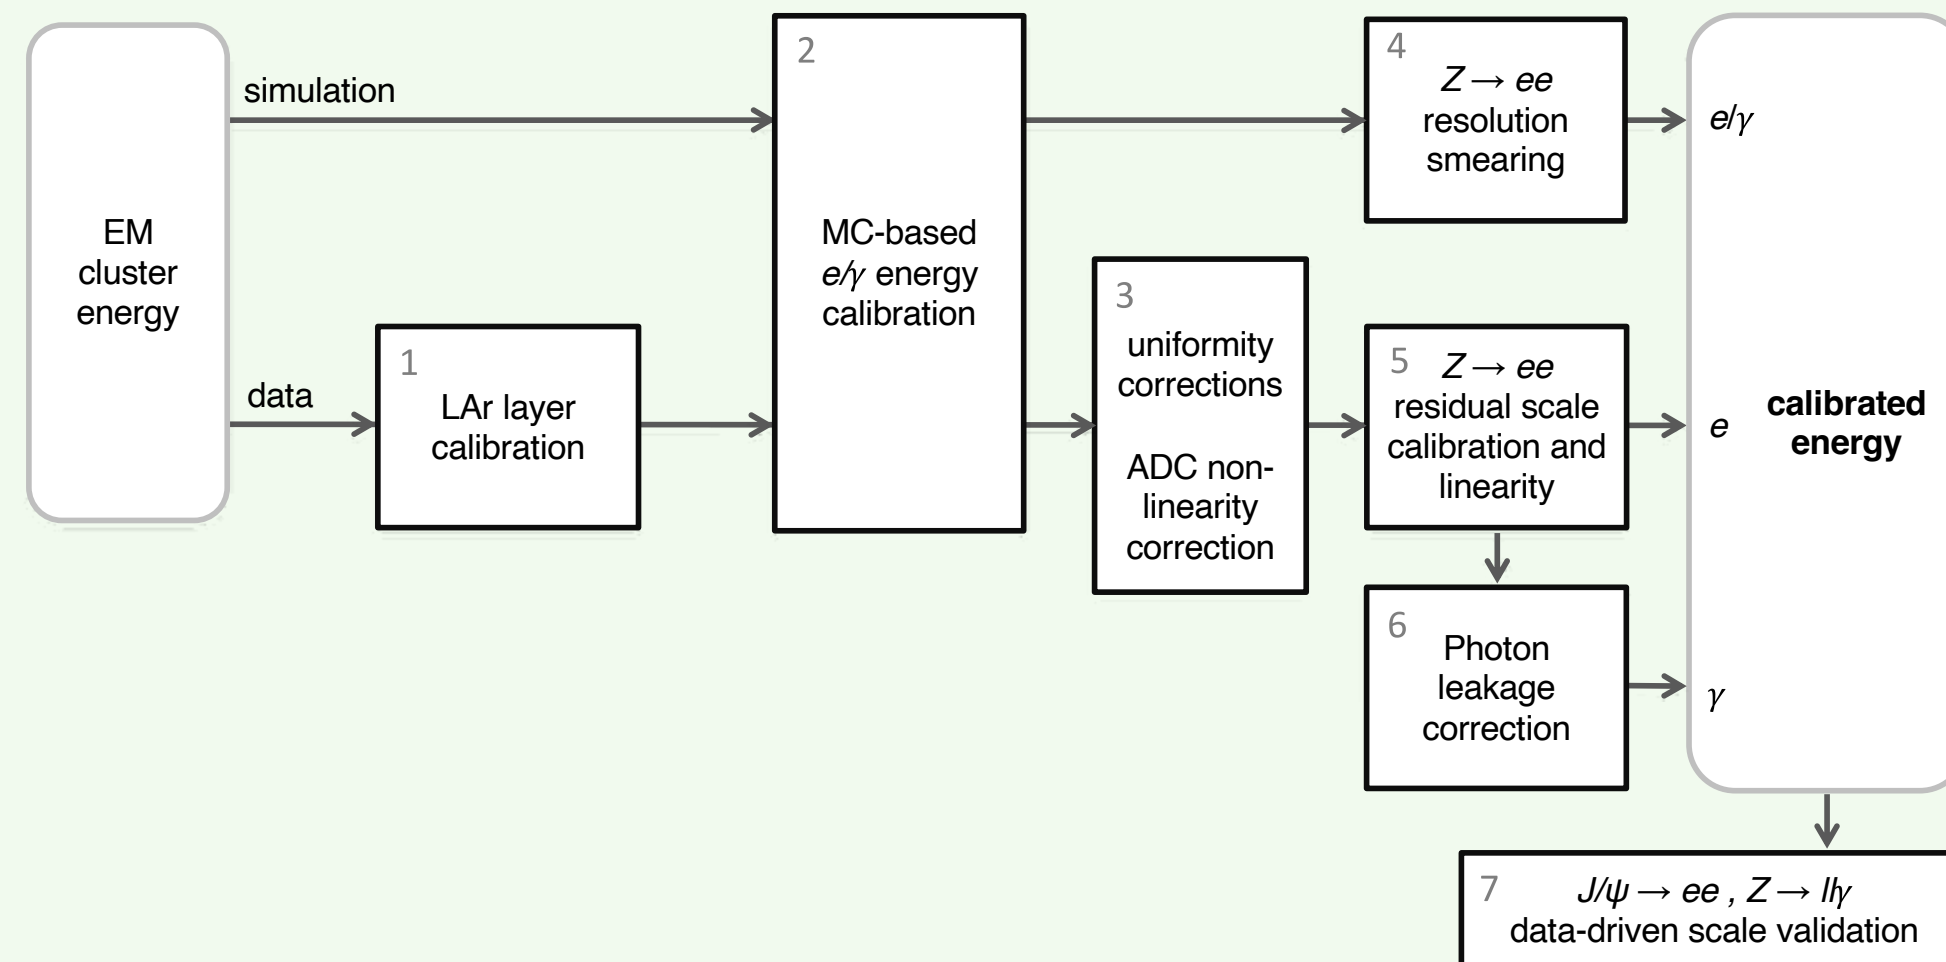 EM
cluster
energy
simulation
data
1
LAr layer
calibration
2
MC-based
e/γ energy
calibration
3
uniformity
corrections
ADC non-
linearity
correction
4
Z → ee
resolution
smearing
5 Z → ee
residual scale
calibration and
linearity
6
Photon
leakage
correction
e/γ
e
γ
calibrated
energy
7 J/ψ → ee , Z → llγ
data-driven scale validation